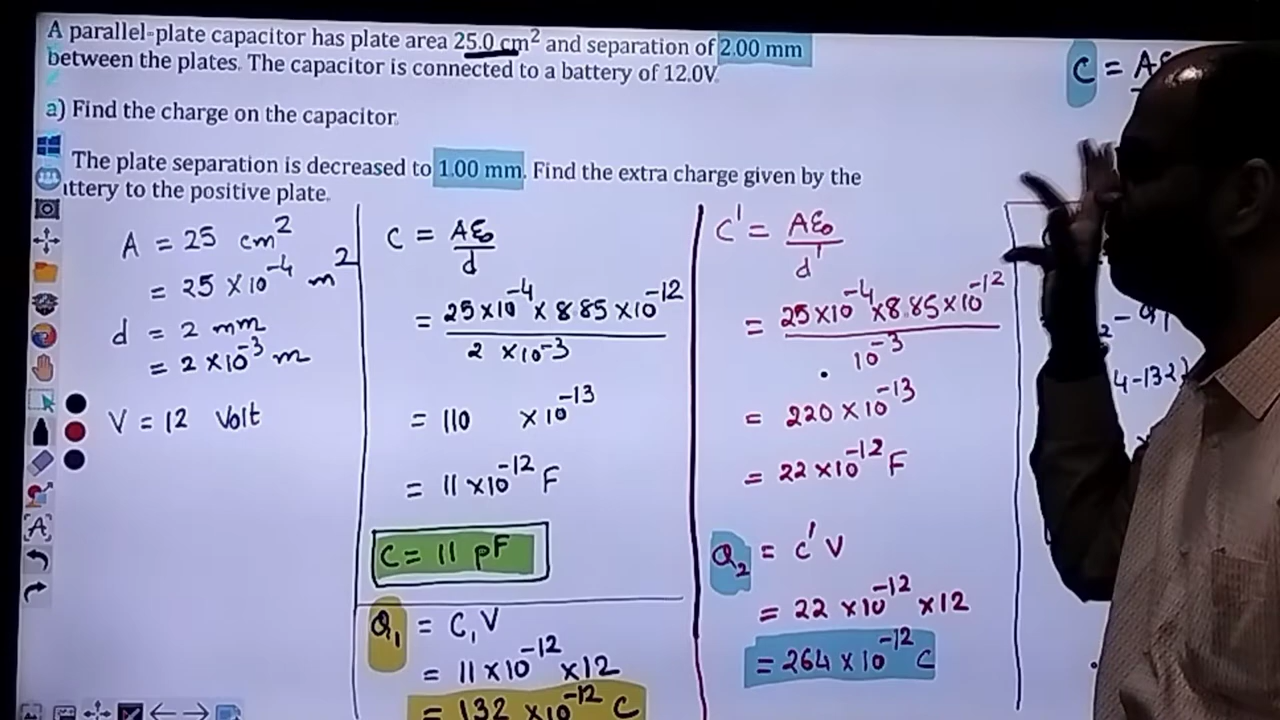 A parallel-plate capacitor has plate area 25.0 cm² and separation of 2.00 mm
between the plates. The capacitor is connected to a battery of 12.0V.
a) Find the charge on the capacitor.
The plate separation is decreased to 1.00 mm. Find the extra charge given by the
ttery to the positive plate.
A = 25 cm²
= 25 × 10⁻⁴ m²
d = 2 mm
= 2 × 10⁻³ m
V = 12 Volt
C = Aε₀/d
= 25×10⁻⁴ × 8.85×10⁻¹² / 2 × 10⁻³
= 110 × 10⁻¹³
= 11 × 10⁻¹² F
C = 11 pF
Q₁ = C₁V
= 11 × 10⁻¹² × 12
= 132 × 10⁻¹² C
C' = Aε₀/d'
= 25×10⁻⁴ × 8.85×10⁻¹² / 10⁻³
= 220 × 10⁻¹³
= 22 × 10⁻¹² F
Q₂ = C'V
= 22 × 10⁻¹² × 12
= 264 × 10⁻¹² C
C = Aε
4-132)